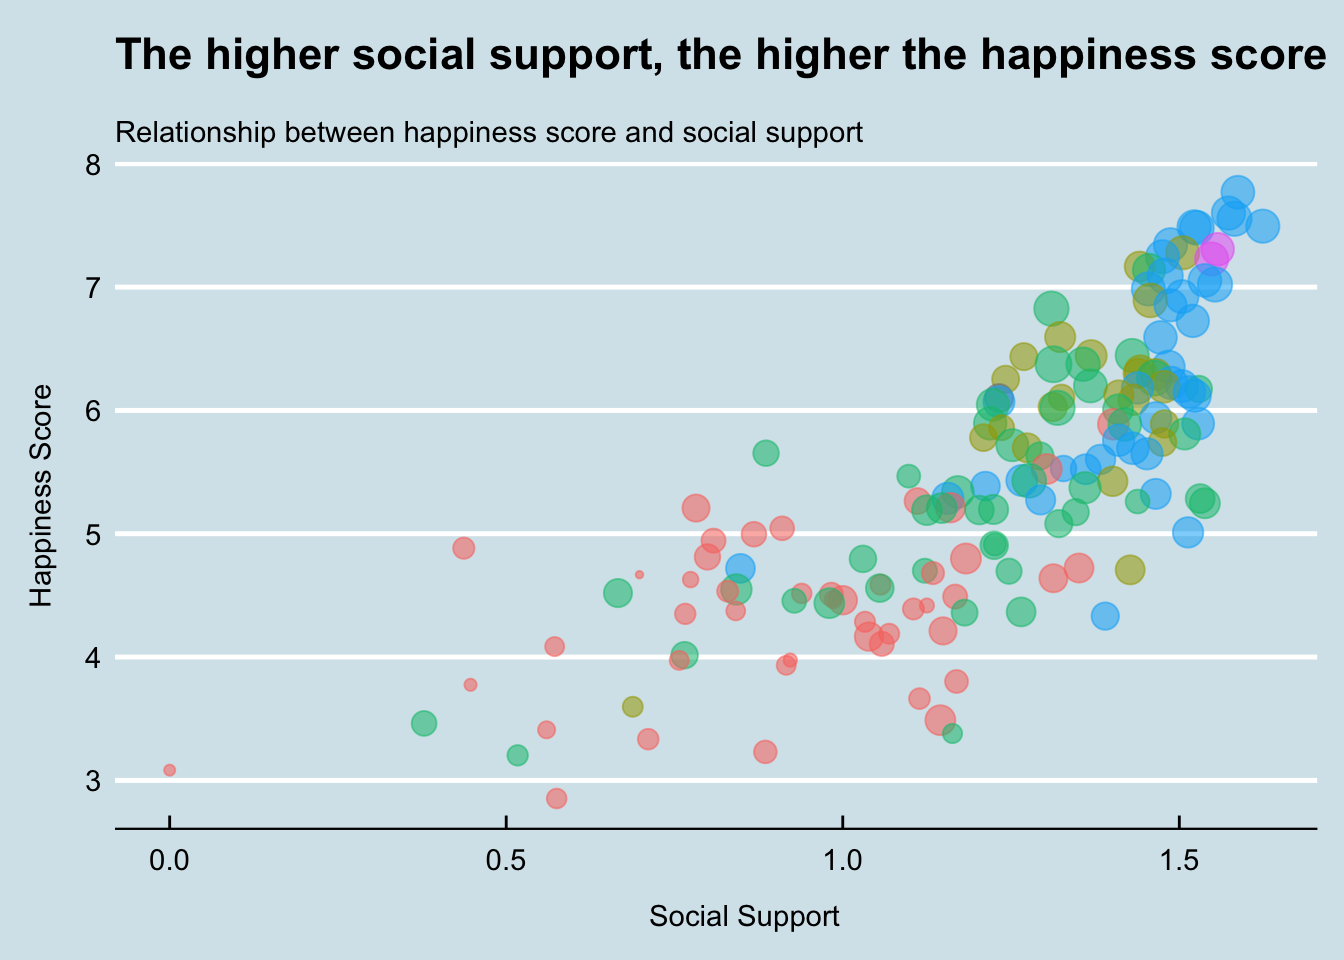 The higher social support, the higher the happiness score
Relationship between happiness score and social support
8
7
6
5
4
3
Happiness Score
0.0 0.5 1.0 1.5
Social Support